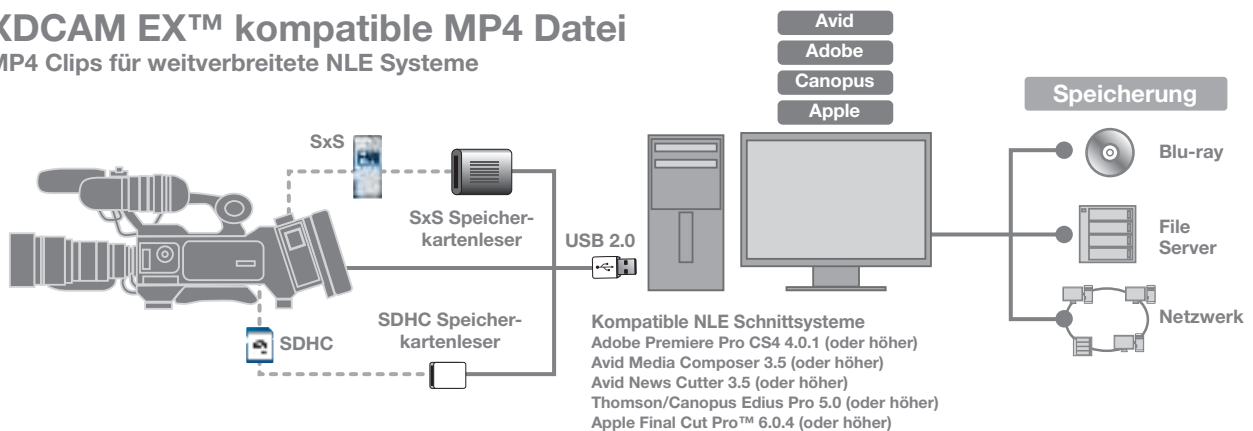 XDCAM EX™ kompatible MP4 Datei
MP4 Clips für weitverbreitete NLE Systeme
Avid
Adobe
Canopus
Apple
Speicherung
SxS
SxS Speicher-
kartenleser
USB 2.0
SDHC
SDHC Speicher-
kartenleser
Blu-ray
File
Server
Netzwerk
Kompatible NLE Schnittsysteme
Adobe Premiere Pro CS4 4.0.1 (oder höher)
Avid Media Composer 3.5 (oder höher)
Avid News Cutter 3.5 (oder höher)
Thomson/Canopus Edius Pro 5.0 (oder höher)
Apple Final Cut Pro™ 6.0.4 (oder höher)